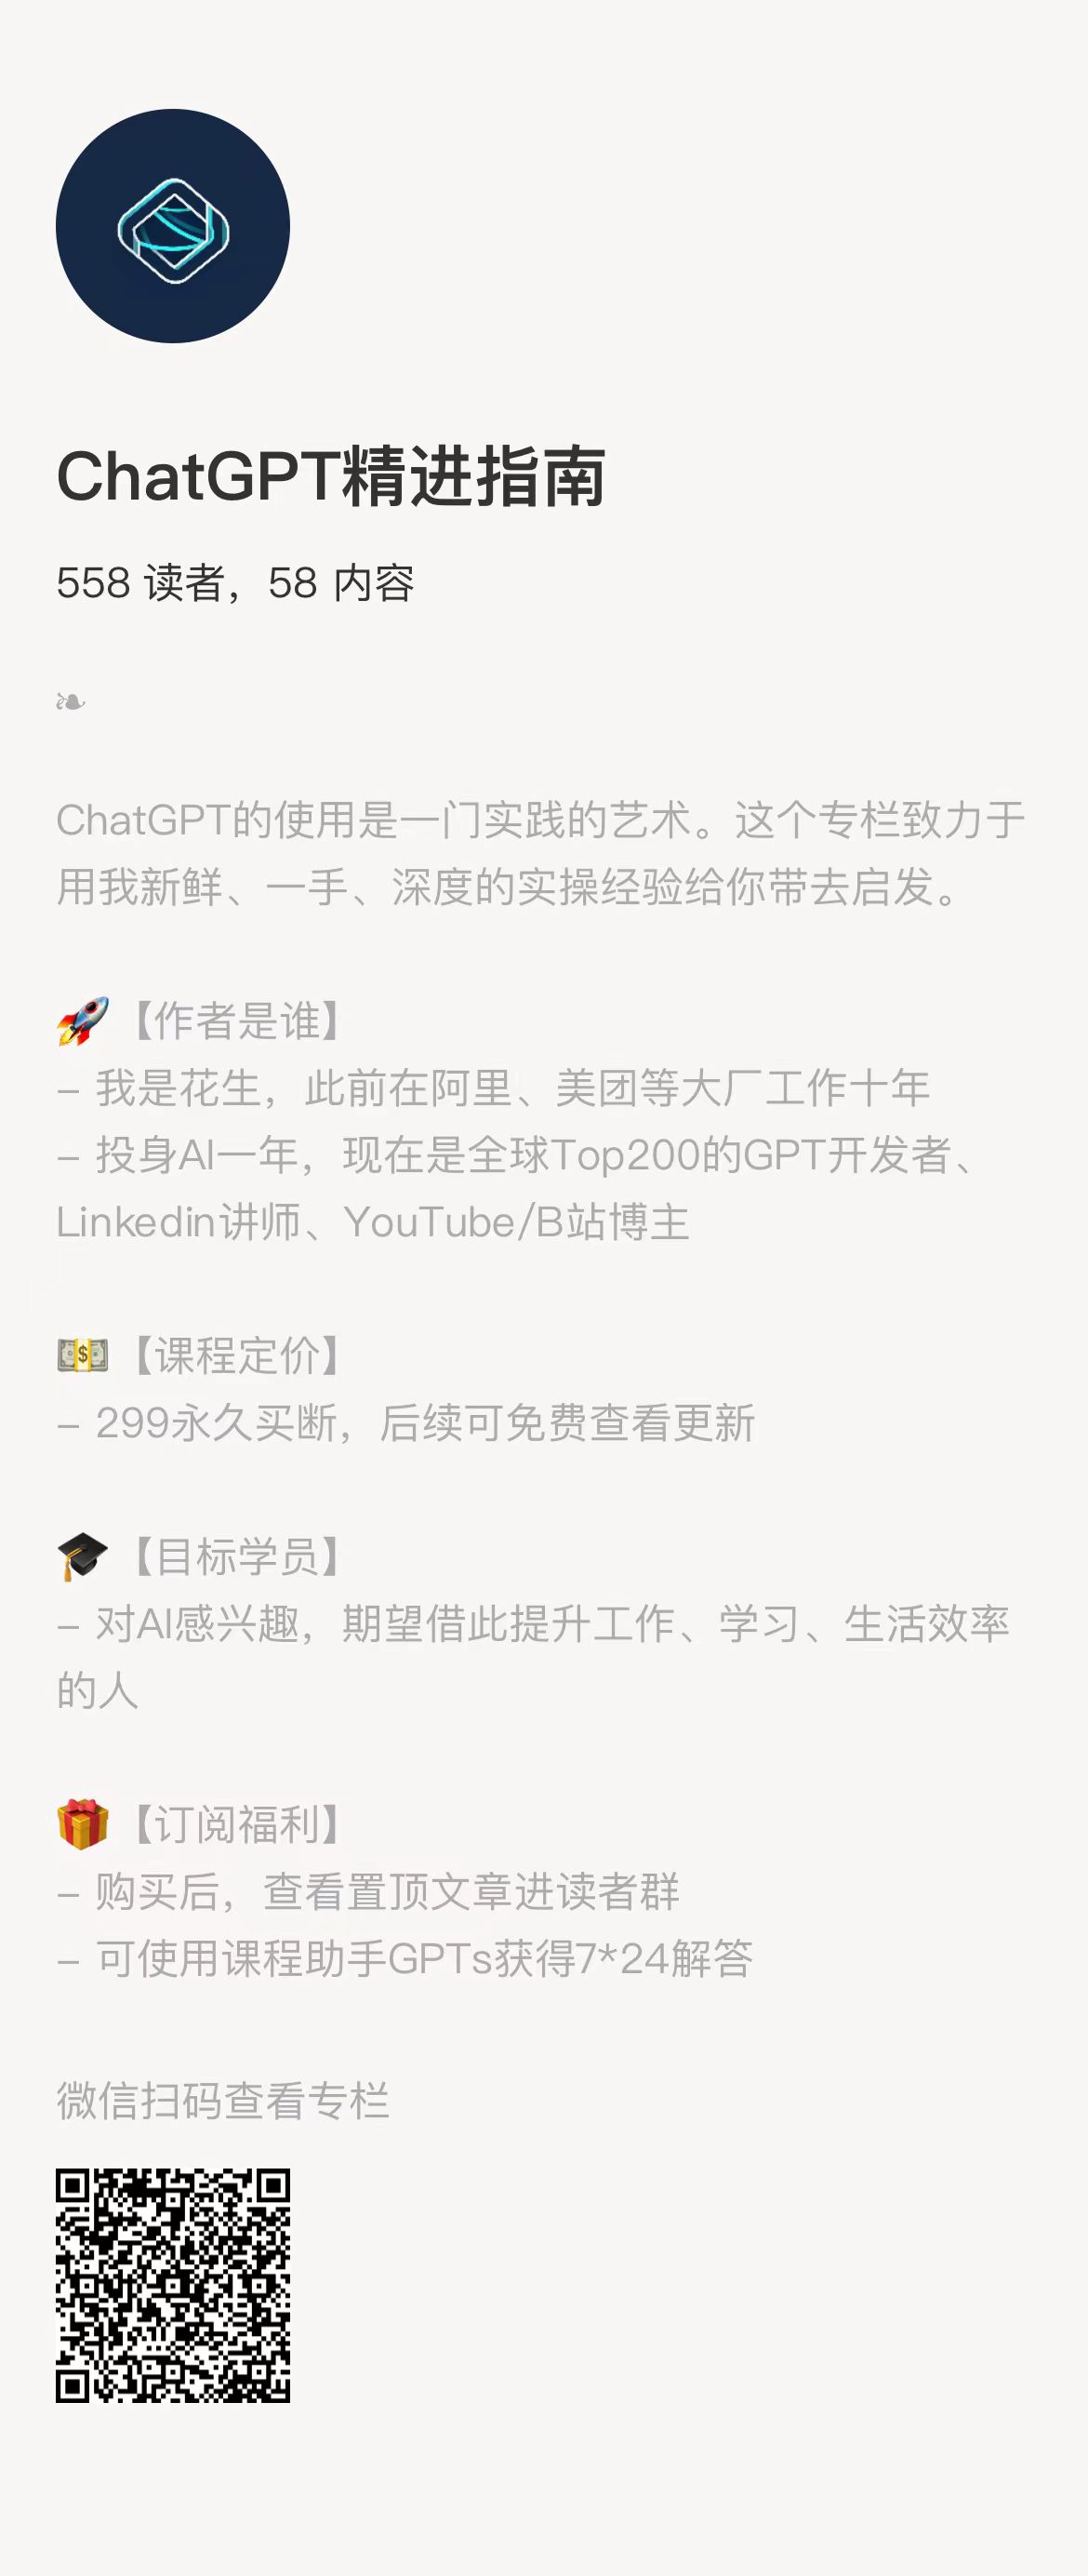 ChatGPT精进指南
558 读者，58 内容
❧
ChatGPT的使用是一门实践的艺术。这个专栏致力于
用我新鲜、一手、深度的实操经验给你带去启发。
🚀【作者是谁】
– 我是花生，此前在阿里、美团等大厂工作十年
– 投身AI一年，现在是全球Top200的GPT开发者、
Linkedin讲师、YouTube/B站博主
💵【课程定价】
– 299永久买断，后续可免费查看更新
🎓【目标学员】
– 对AI感兴趣，期望借此提升工作、学习、生活效率
的人
🎁【订阅福利】
– 购买后，查看置顶文章进读者群
– 可使用课程助手GPTs获得7*24解答
微信扫码查看专栏